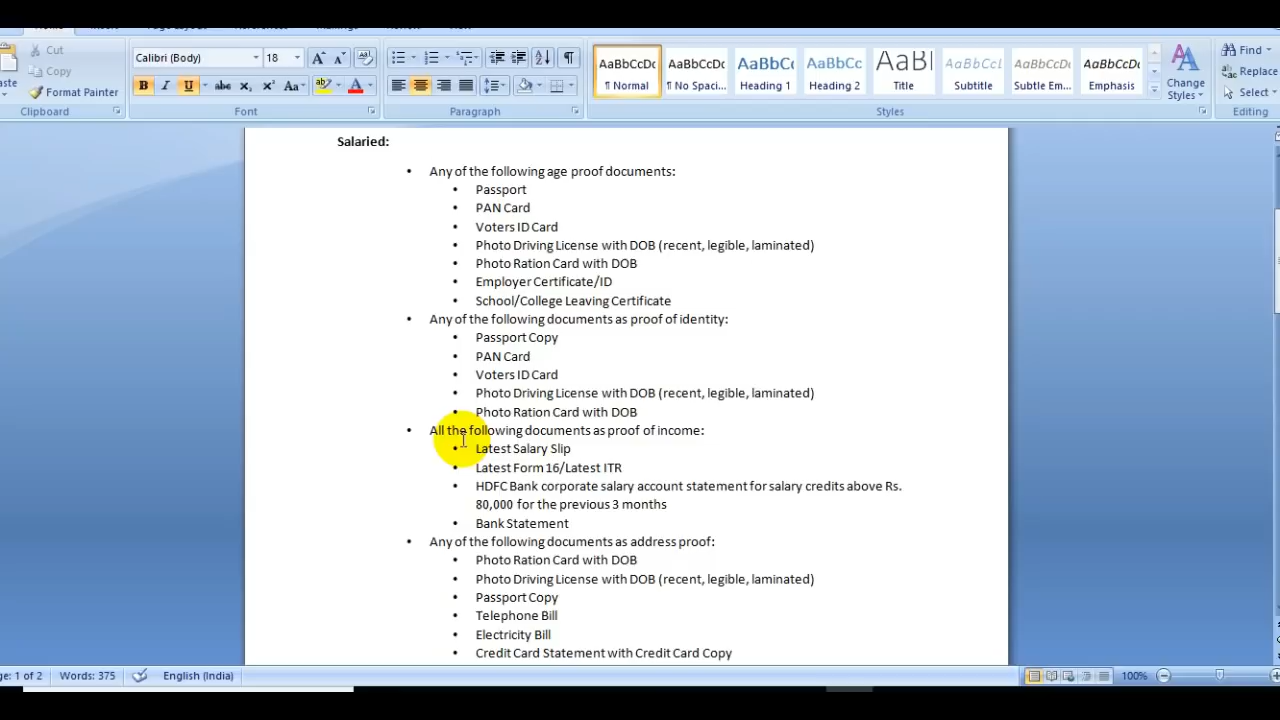 Cut
Copy
Format Painter
Clipboard
Calibri (Body) 18
B I U abc x₂ x² Aa
Font
Paragraph
AaBbCcDc AaBbCcDc AaBbCc AaBbCc AaBl AaBbCcL AaBbCcDc AaBbCcDc
¶ Normal ¶ No Spaci... Heading 1 Heading 2 Title Subtitle Subtle Em... Emphasis
Change Styles
Styles
Find
Replace
Select
Editing
Salaried:
• Any of the following age proof documents:
• Passport
• PAN Card
• Voters ID Card
• Photo Driving License with DOB (recent, legible, laminated)
• Photo Ration Card with DOB
• Employer Certificate/ID
• School/College Leaving Certificate
• Any of the following documents as proof of identity:
• Passport Copy
• PAN Card
• Voters ID Card
• Photo Driving License with DOB (recent, legible, laminated)
• Photo Ration Card with DOB
• All the following documents as proof of income:
• Latest Salary Slip
• Latest Form 16/Latest ITR
• HDFC Bank corporate salary account statement for salary credits above Rs.
80,000 for the previous 3 months
• Bank Statement
• Any of the following documents as address proof:
• Photo Ration Card with DOB
• Photo Driving License with DOB (recent, legible, laminated)
• Passport Copy
• Telephone Bill
• Electricity Bill
• Credit Card Statement with Credit Card Copy
ge: 1 of 2 Words: 375 English (India) 100%